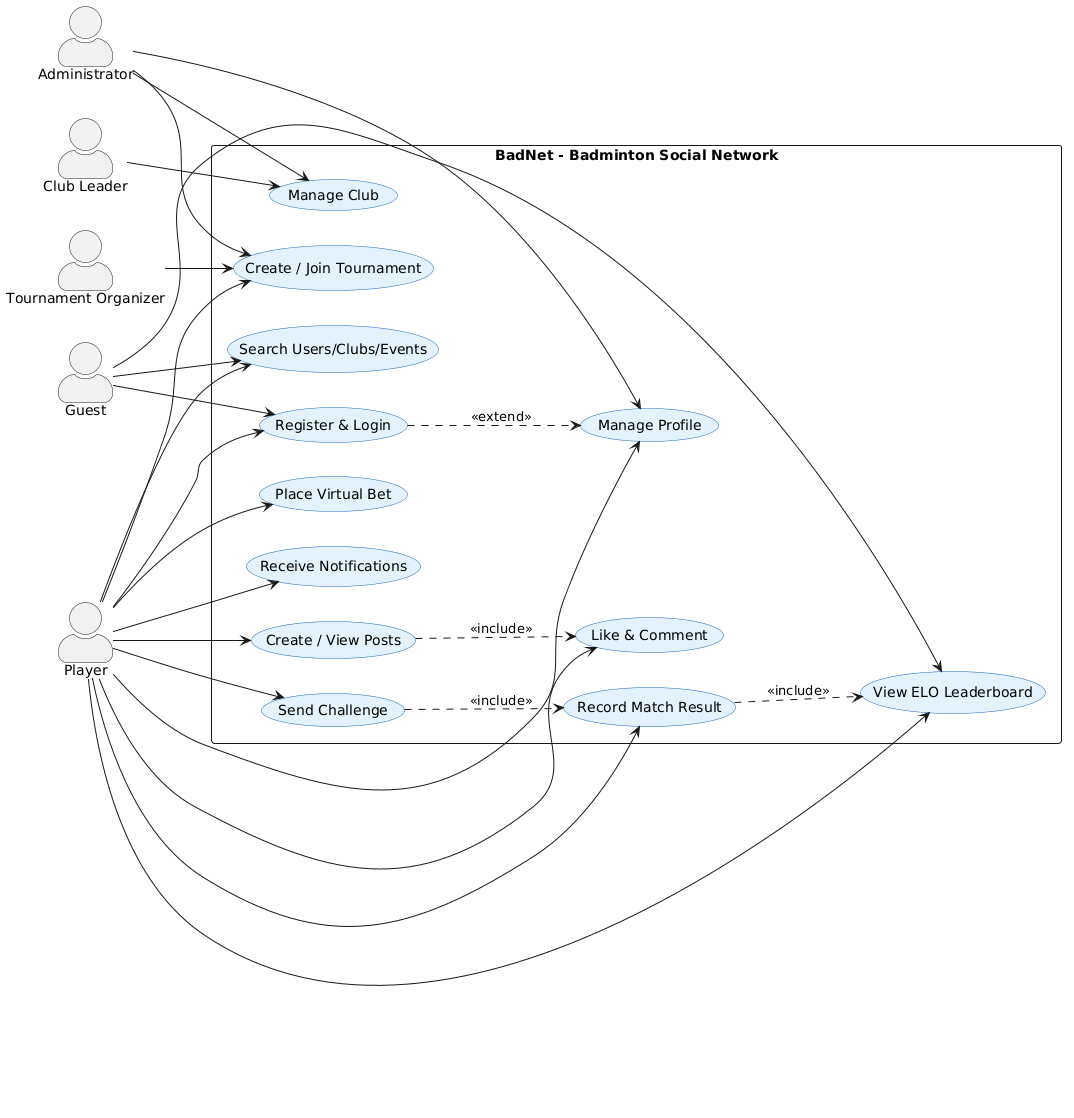 Administrator
BadNet - Badminton Social Network
Club Leader
Manage Club
Create / Join Tournament
Tournament Organizer
Search Users/Clubs/Events
Guest
Register & Login
«extend»
Manage Profile
Place Virtual Bet
Receive Notifications
Create / View Posts
«include»
Like & Comment
Player
Send Challenge
«include»
Record Match Result
«include»
View ELO Leaderboard